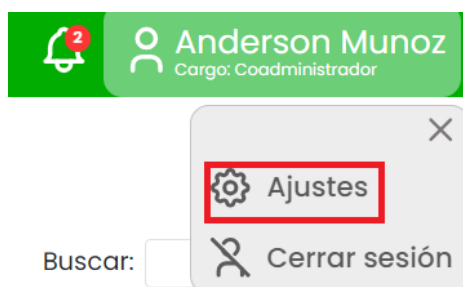 2
Anderson Munoz
Cargo: Coadministrador
Ajustes
Cerrar sesión
Buscar: